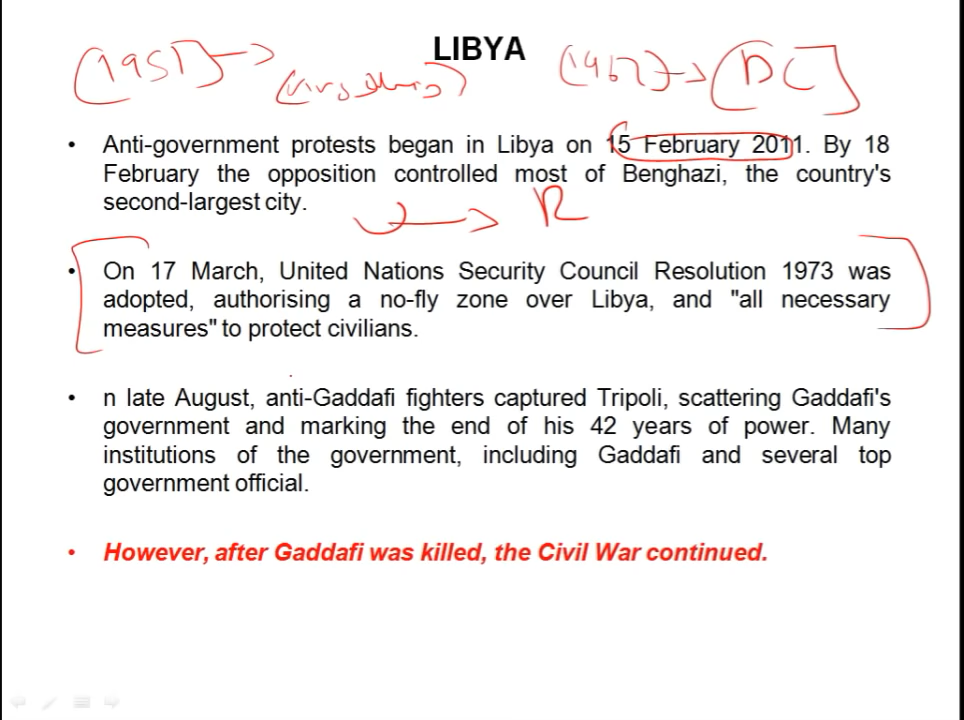 LIBYA
(1951) →
(1967) → DC
• Anti-government protests began in Libya on 15 February 2011. By 18
February the opposition controlled most of Benghazi, the country's
second-largest city.
→ R
• On 17 March, United Nations Security Council Resolution 1973 was
adopted, authorising a no-fly zone over Libya, and "all necessary
measures" to protect civilians.
• n late August, anti-Gaddafi fighters captured Tripoli, scattering Gaddafi's
government and marking the end of his 42 years of power. Many
institutions of the government, including Gaddafi and several top
government official.
• However, after Gaddafi was killed, the Civil War continued.